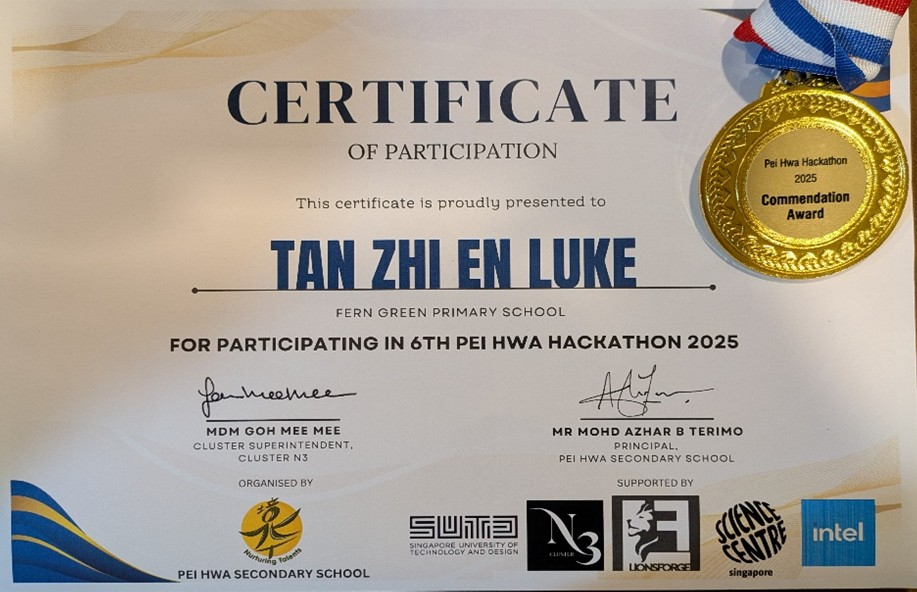 CERTIFICATE
OF PARTICIPATION
This certificate is proudly presented to
TAN ZHI EN LUKE
FERN GREEN PRIMARY SCHOOL
FOR PARTICIPATING IN 6TH PEI HWA HACKATHON 2025
Pei Hwa Hackathon
2025
Commendation
Award
MDM GOH MEE MEE
CLUSTER SUPERINTENDENT,
CLUSTER N3
MR MOHD AZHAR B TERIMO
PRINCIPAL,
PEI HWA SECONDARY SCHOOL
ORGANISED BY
Nurturing Talents
PEI HWA SECONDARY SCHOOL
SUPPORTED BY
SUTD
SINGAPORE UNIVERSITY OF
TECHNOLOGY AND DESIGN
N3
CLUSTER
LIONSFORGE
SCIENCE
CENTRE
singapore
intel